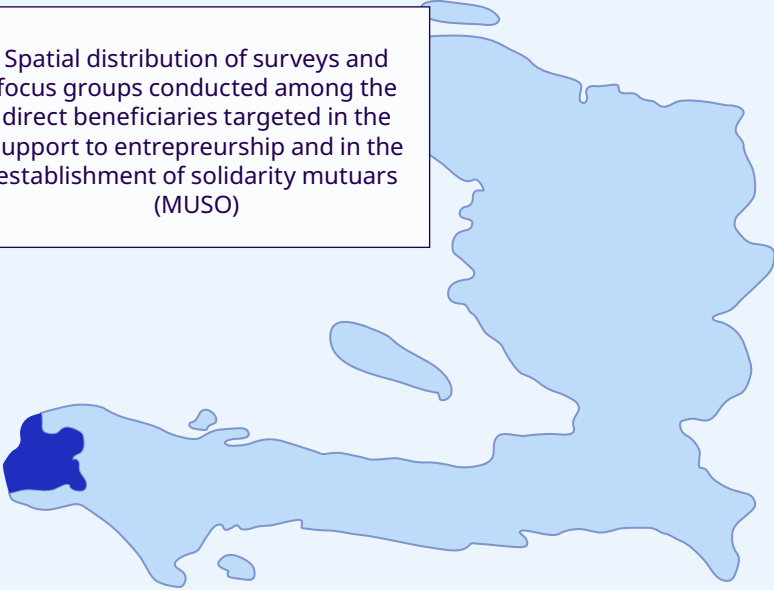 Spatial distribution of surveys and
focus groups conducted among the
direct beneficiaries targeted in the
upport to entrepreurship and in the
establishment of solidarity mutuars
(MUSO)